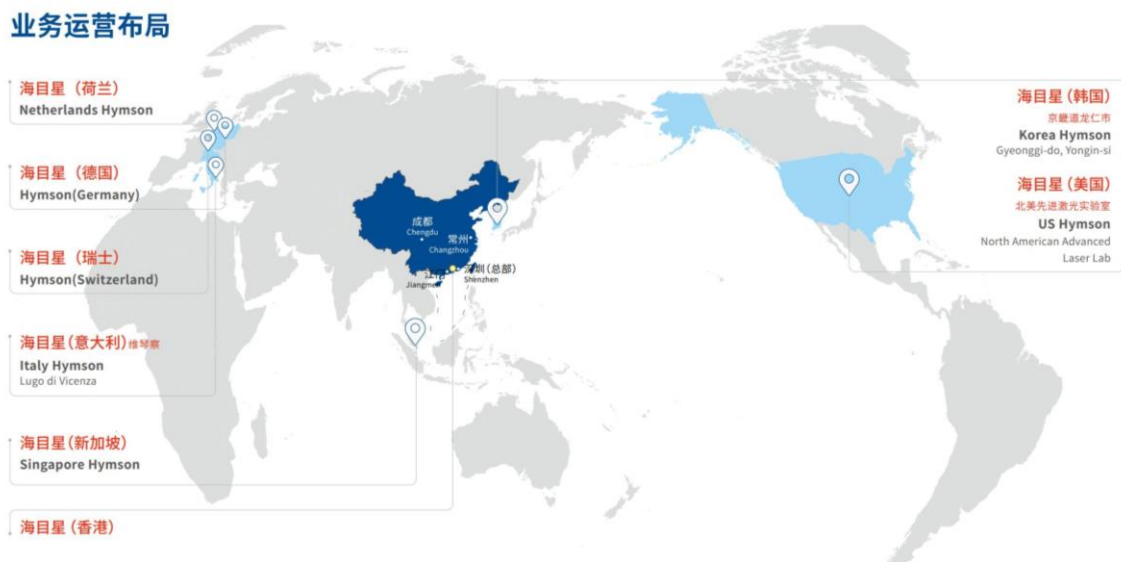 业务运营布局
海目星（荷兰）
Netherlands Hymson
海目星（德国）
Hymson(Germany)
海目星（瑞士）
Hymson(Switzerland)
海目星（意大利）维琴察
Italy Hymson
Lugo di Vicenza
海目星（新加坡）
Singapore Hymson
海目星（香港）
成都
Chengdu
常州
Changzhou
深圳（总部）
Shenzhen
江门
Jiangmen
海目星（韩国）
京畿道龙仁市
Korea Hymson
Gyeonggi-do, Yongin-si
海目星（美国）
北美先进激光实验室
US Hymson
North American Advanced
Laser Lab